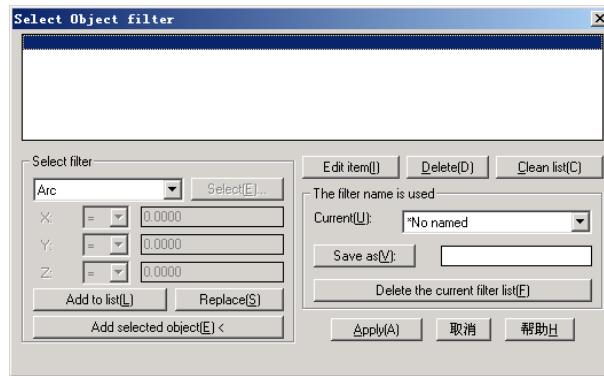 Select Object filter
Select filter
Arc
Select(E)...
X:
=
0.0000
Y:
=
0.0000
Z:
=
0.0000
Add to list(L)
Replace(S)
Add selected object(E) <
Edit item(I)
Delete(D)
Clean list(C)
The filter name is used
Current(U):
*No named
Save as(V):
Delete the current filter list(F)
Apply(A)
取消
帮助H